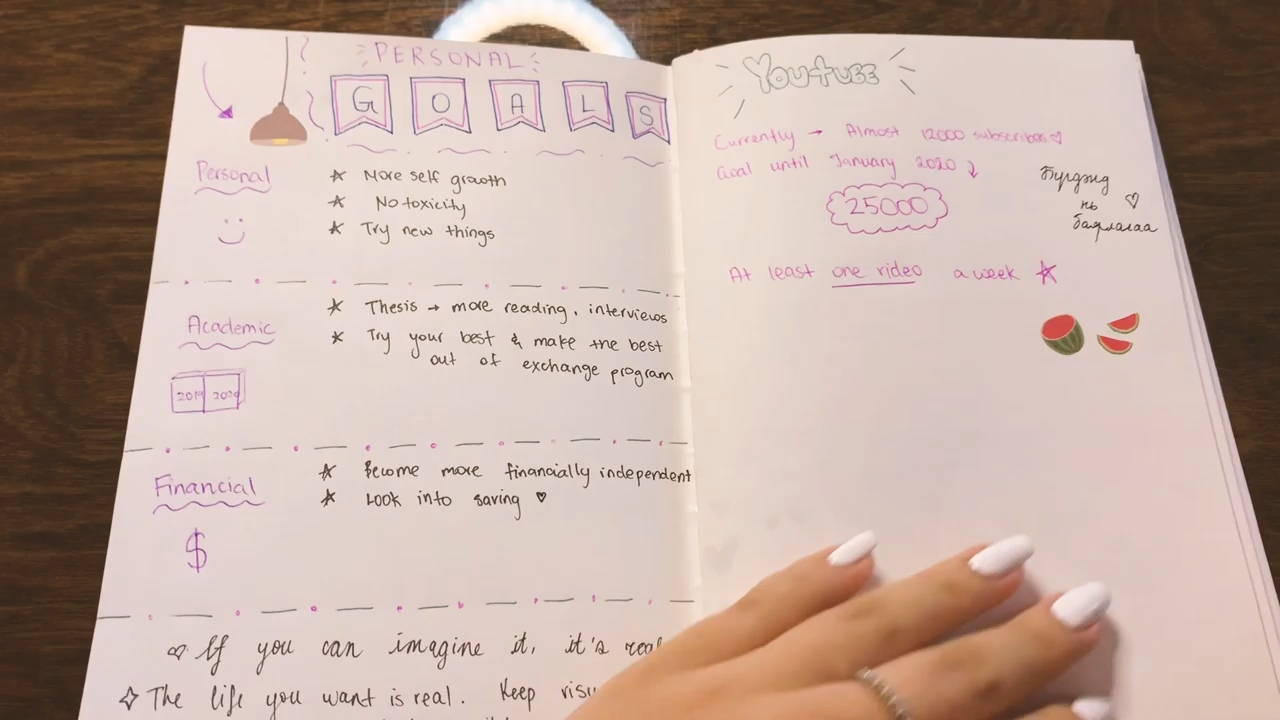 PERSONAL
GOALS
Personal
★ More self growth
★ No toxicity
★ Try new things
Academic
2019 2020
★ Thesis → more reading, interviews
★ Try your best & make the best
out of exchange program
Financial
★ Become more financially independent
★ Look into saving ♡
$
♡ If you can imagine it, it's real
✧ The life you want is real. Keep
YouTube
Currently → Almost 12000 subscribers ♡
Goal until January 2020 ↓
25000
At least one video a week ★
нь